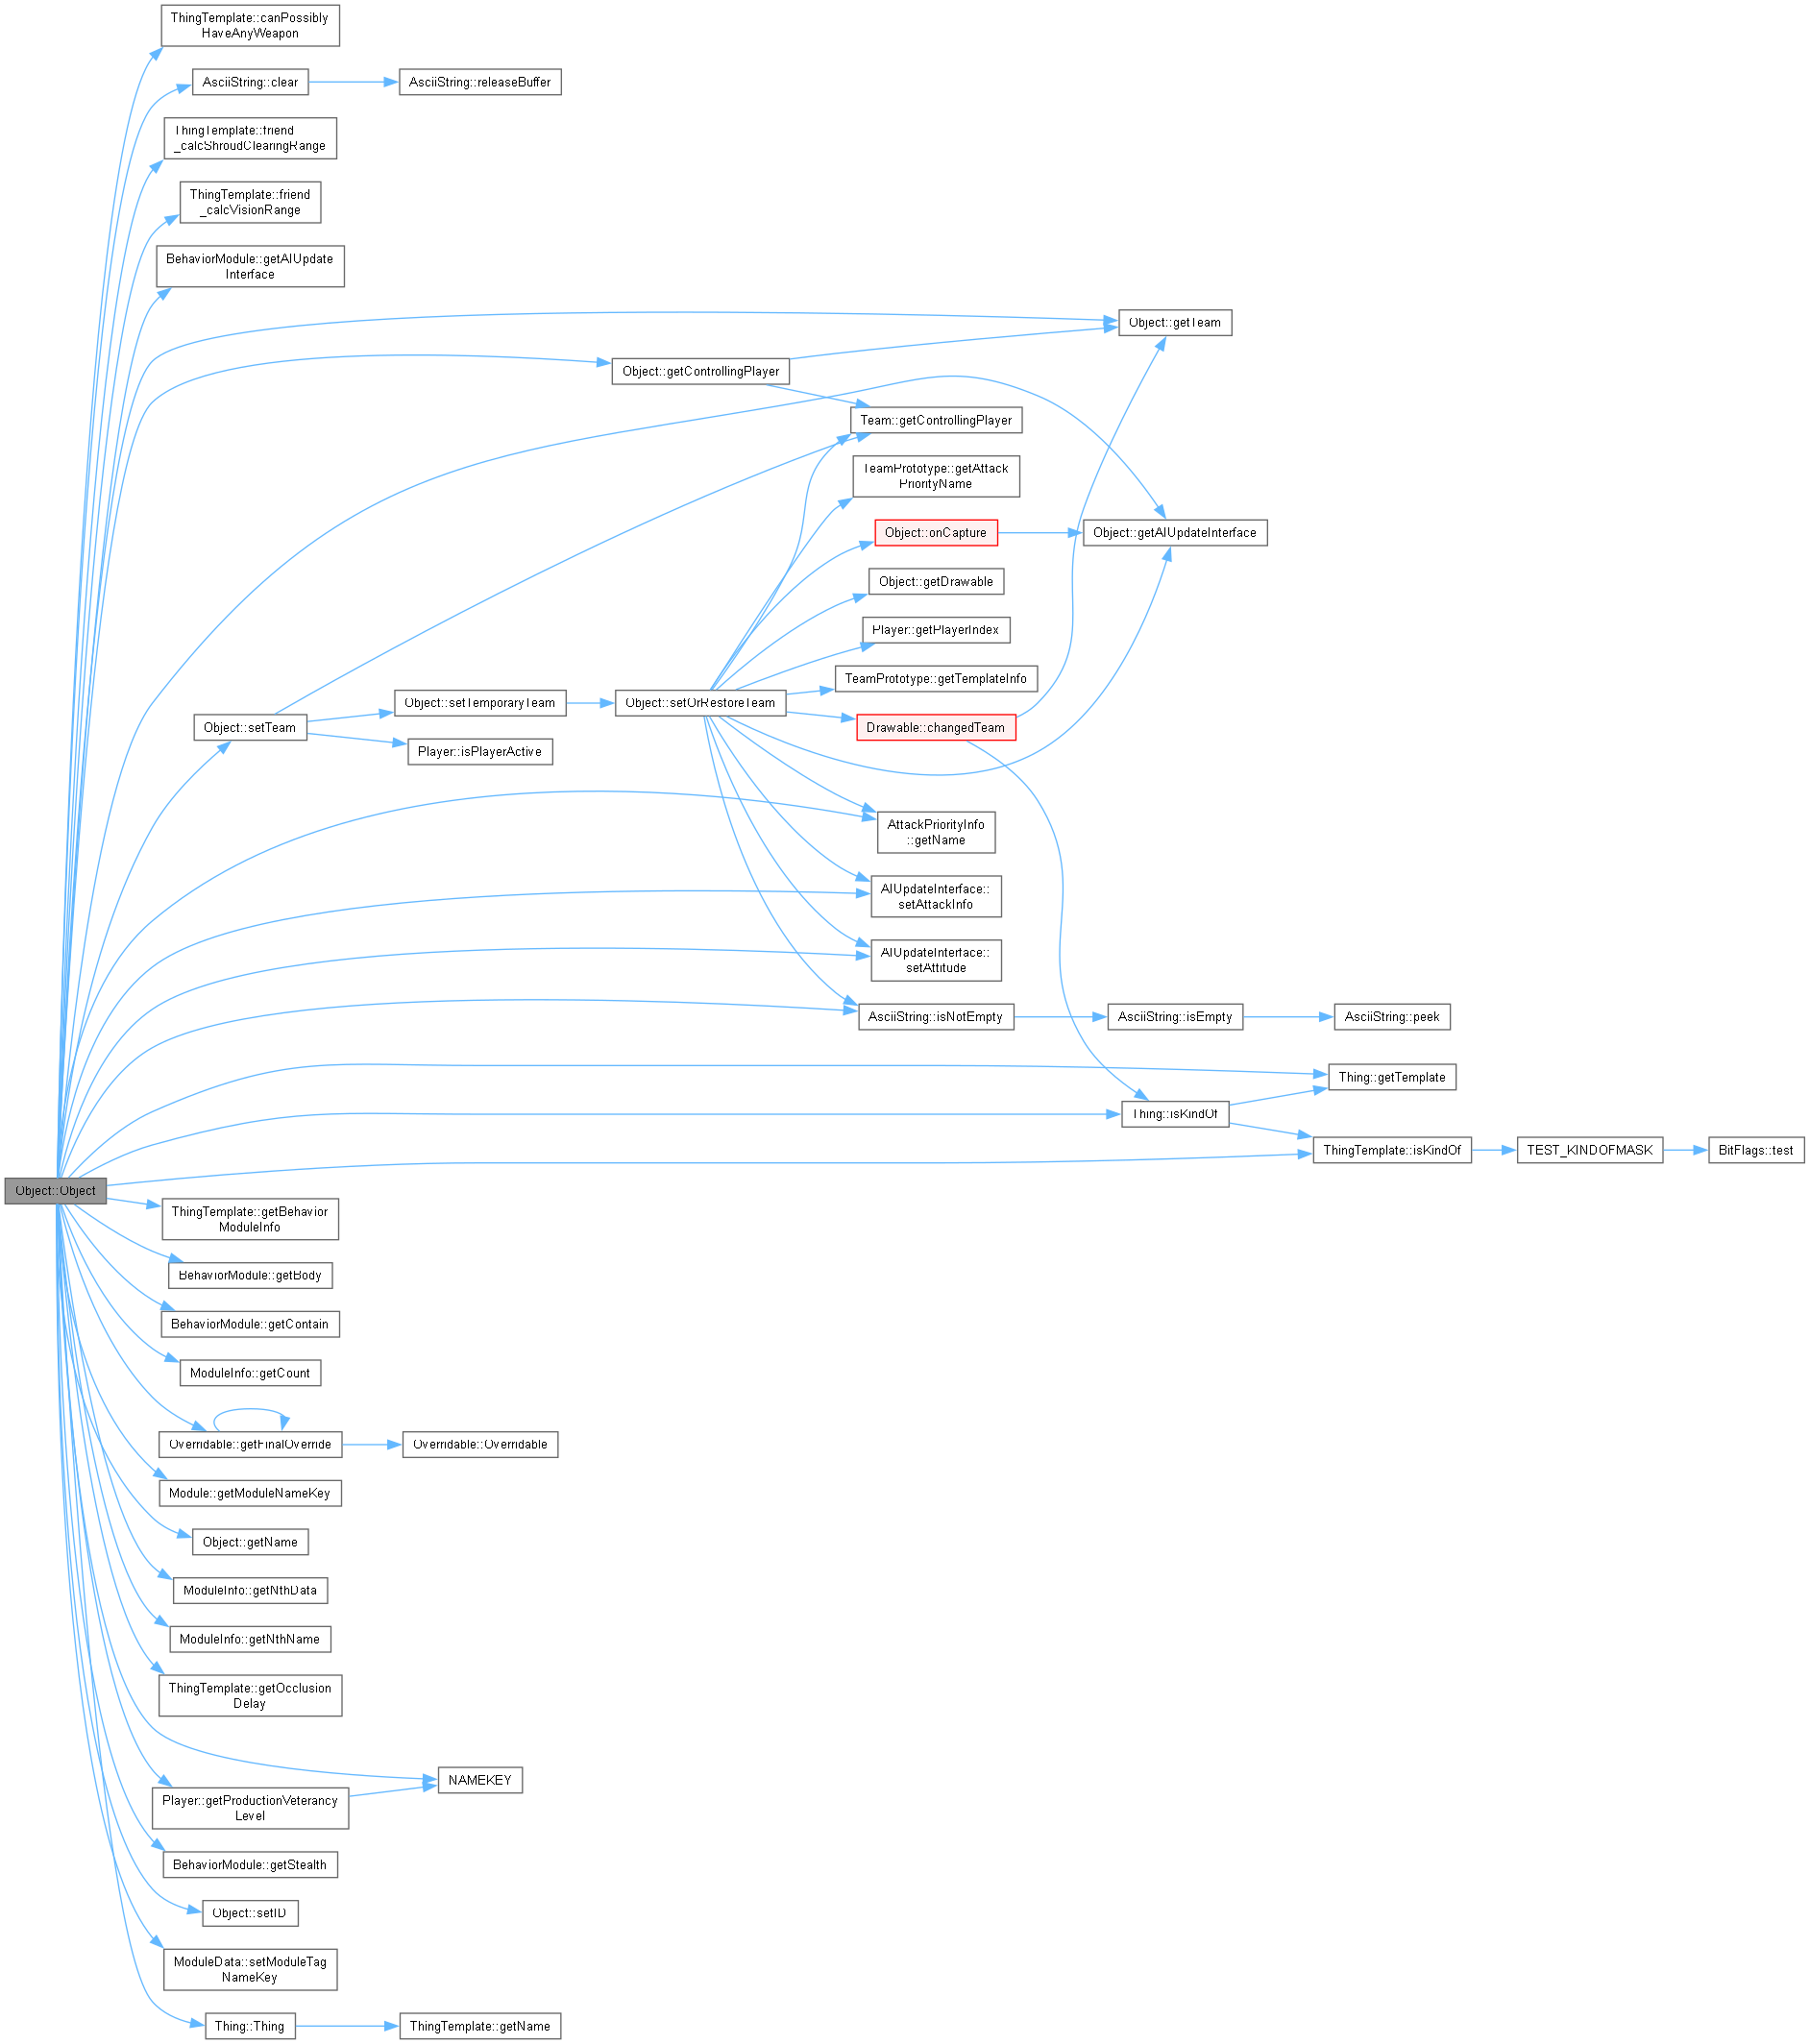 ThingTemplate::canPossibly
HaveAnyWeapon
AsciiString::clear
AsciiString::releaseBuffer
ThingTemplate::friend
_calcShroudClearingRange
ThingTemplate::friend
_calcVisionRange
BehaviorModule::getAIUpdate
Interface
Object::getTeam
Object::getControllingPlayer
Team::getControllingPlayer
TeamPrototype::getAttack
PriorityName
Object::onCapture
Object::getAIUpdateInterface
Object::getDrawable
Player::getPlayerIndex
TeamPrototype::getTemplateInfo
Object::setTemporaryTeam
Object::setOrRestoreTeam
Object::setTeam
Drawable::changedTeam
Player::isPlayerActive
AttackPriorityInfo
::getName
AIUpdateInterface::
setAttackInfo
AIUpdateInterface::
setAttitude
AsciiString::isNotEmpty
AsciiString::isEmpty
AsciiString::peek
Thing::getTemplate
Thing::isKindOf
ThingTemplate::isKindOf
TEST_KINDOFMASK
BitFlags::test
Object::Object
ThingTemplate::getBehavior
ModuleInfo
BehaviorModule::getBody
BehaviorModule::getContain
ModuleInfo::getCount
Overridable::getFinalOverride
Overridable::Overridable
Module::getModuleNameKey
Object::getName
ModuleInfo::getNthData
ModuleInfo::getNthName
ThingTemplate::getOcclusion
Delay
NAMEKEY
Player::getProductionVeterancy
Level
BehaviorModule::getStealth
Object::setID
ModuleData::setModuleTag
NameKey
Thing::Thing
ThingTemplate::getName